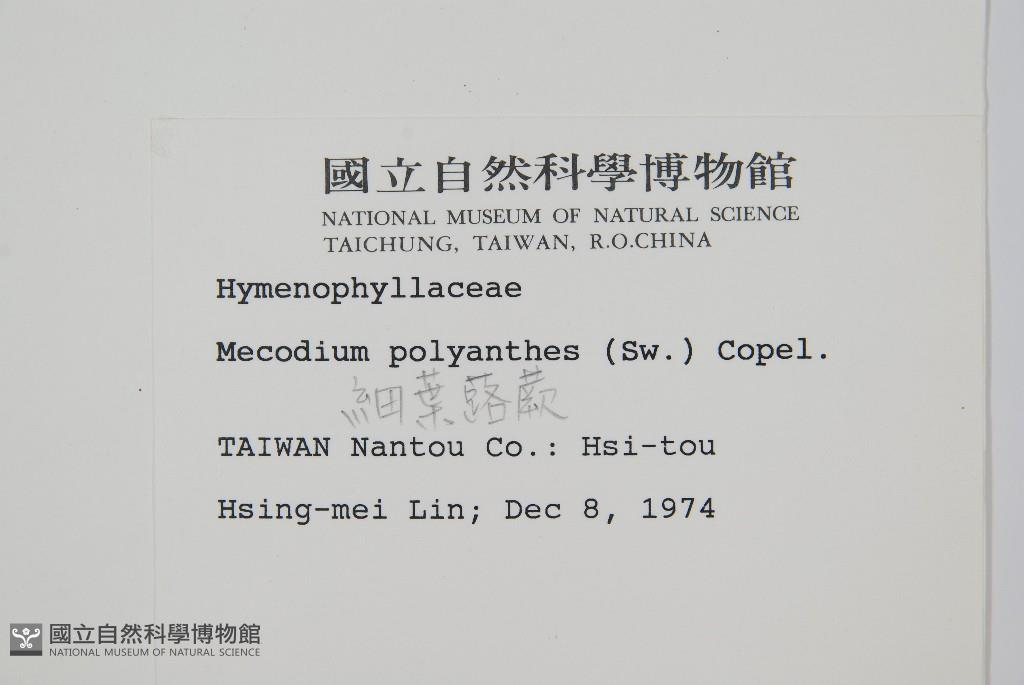 國立自然科學博物館
NATIONAL MUSEUM OF NATURAL SCIENCE
TAICHUNG, TAIWAN, R.O.CHINA
Hymenophyllaceae
Mecodium polyanthes (Sw.) Copel.
細葉蕗蕨
TAIWAN Nantou Co.: Hsi-tou
Hsing-mei Lin; Dec 8, 1974
國立自然科學博物館
NATIONAL MUSEUM OF NATURAL SCIENCE